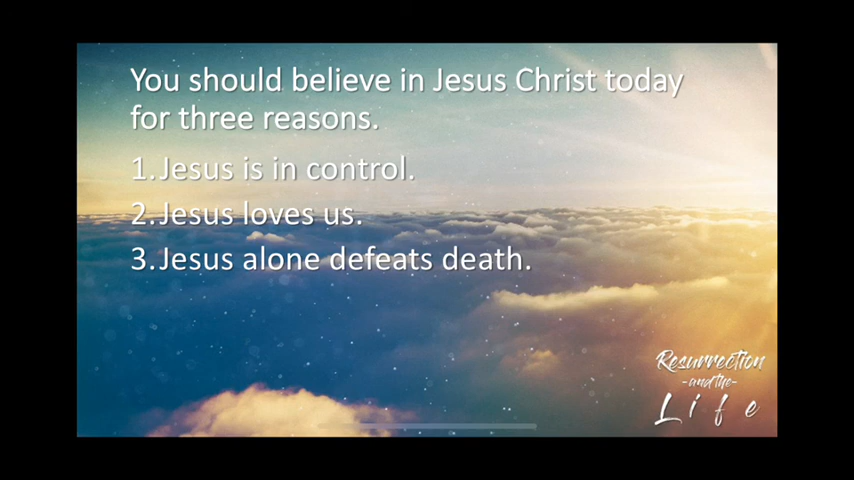 You should believe in Jesus Christ today
for three reasons.
1.Jesus is in control.
2.Jesus loves us.
3.Jesus alone defeats death.
Resurrection
-and the-
Life